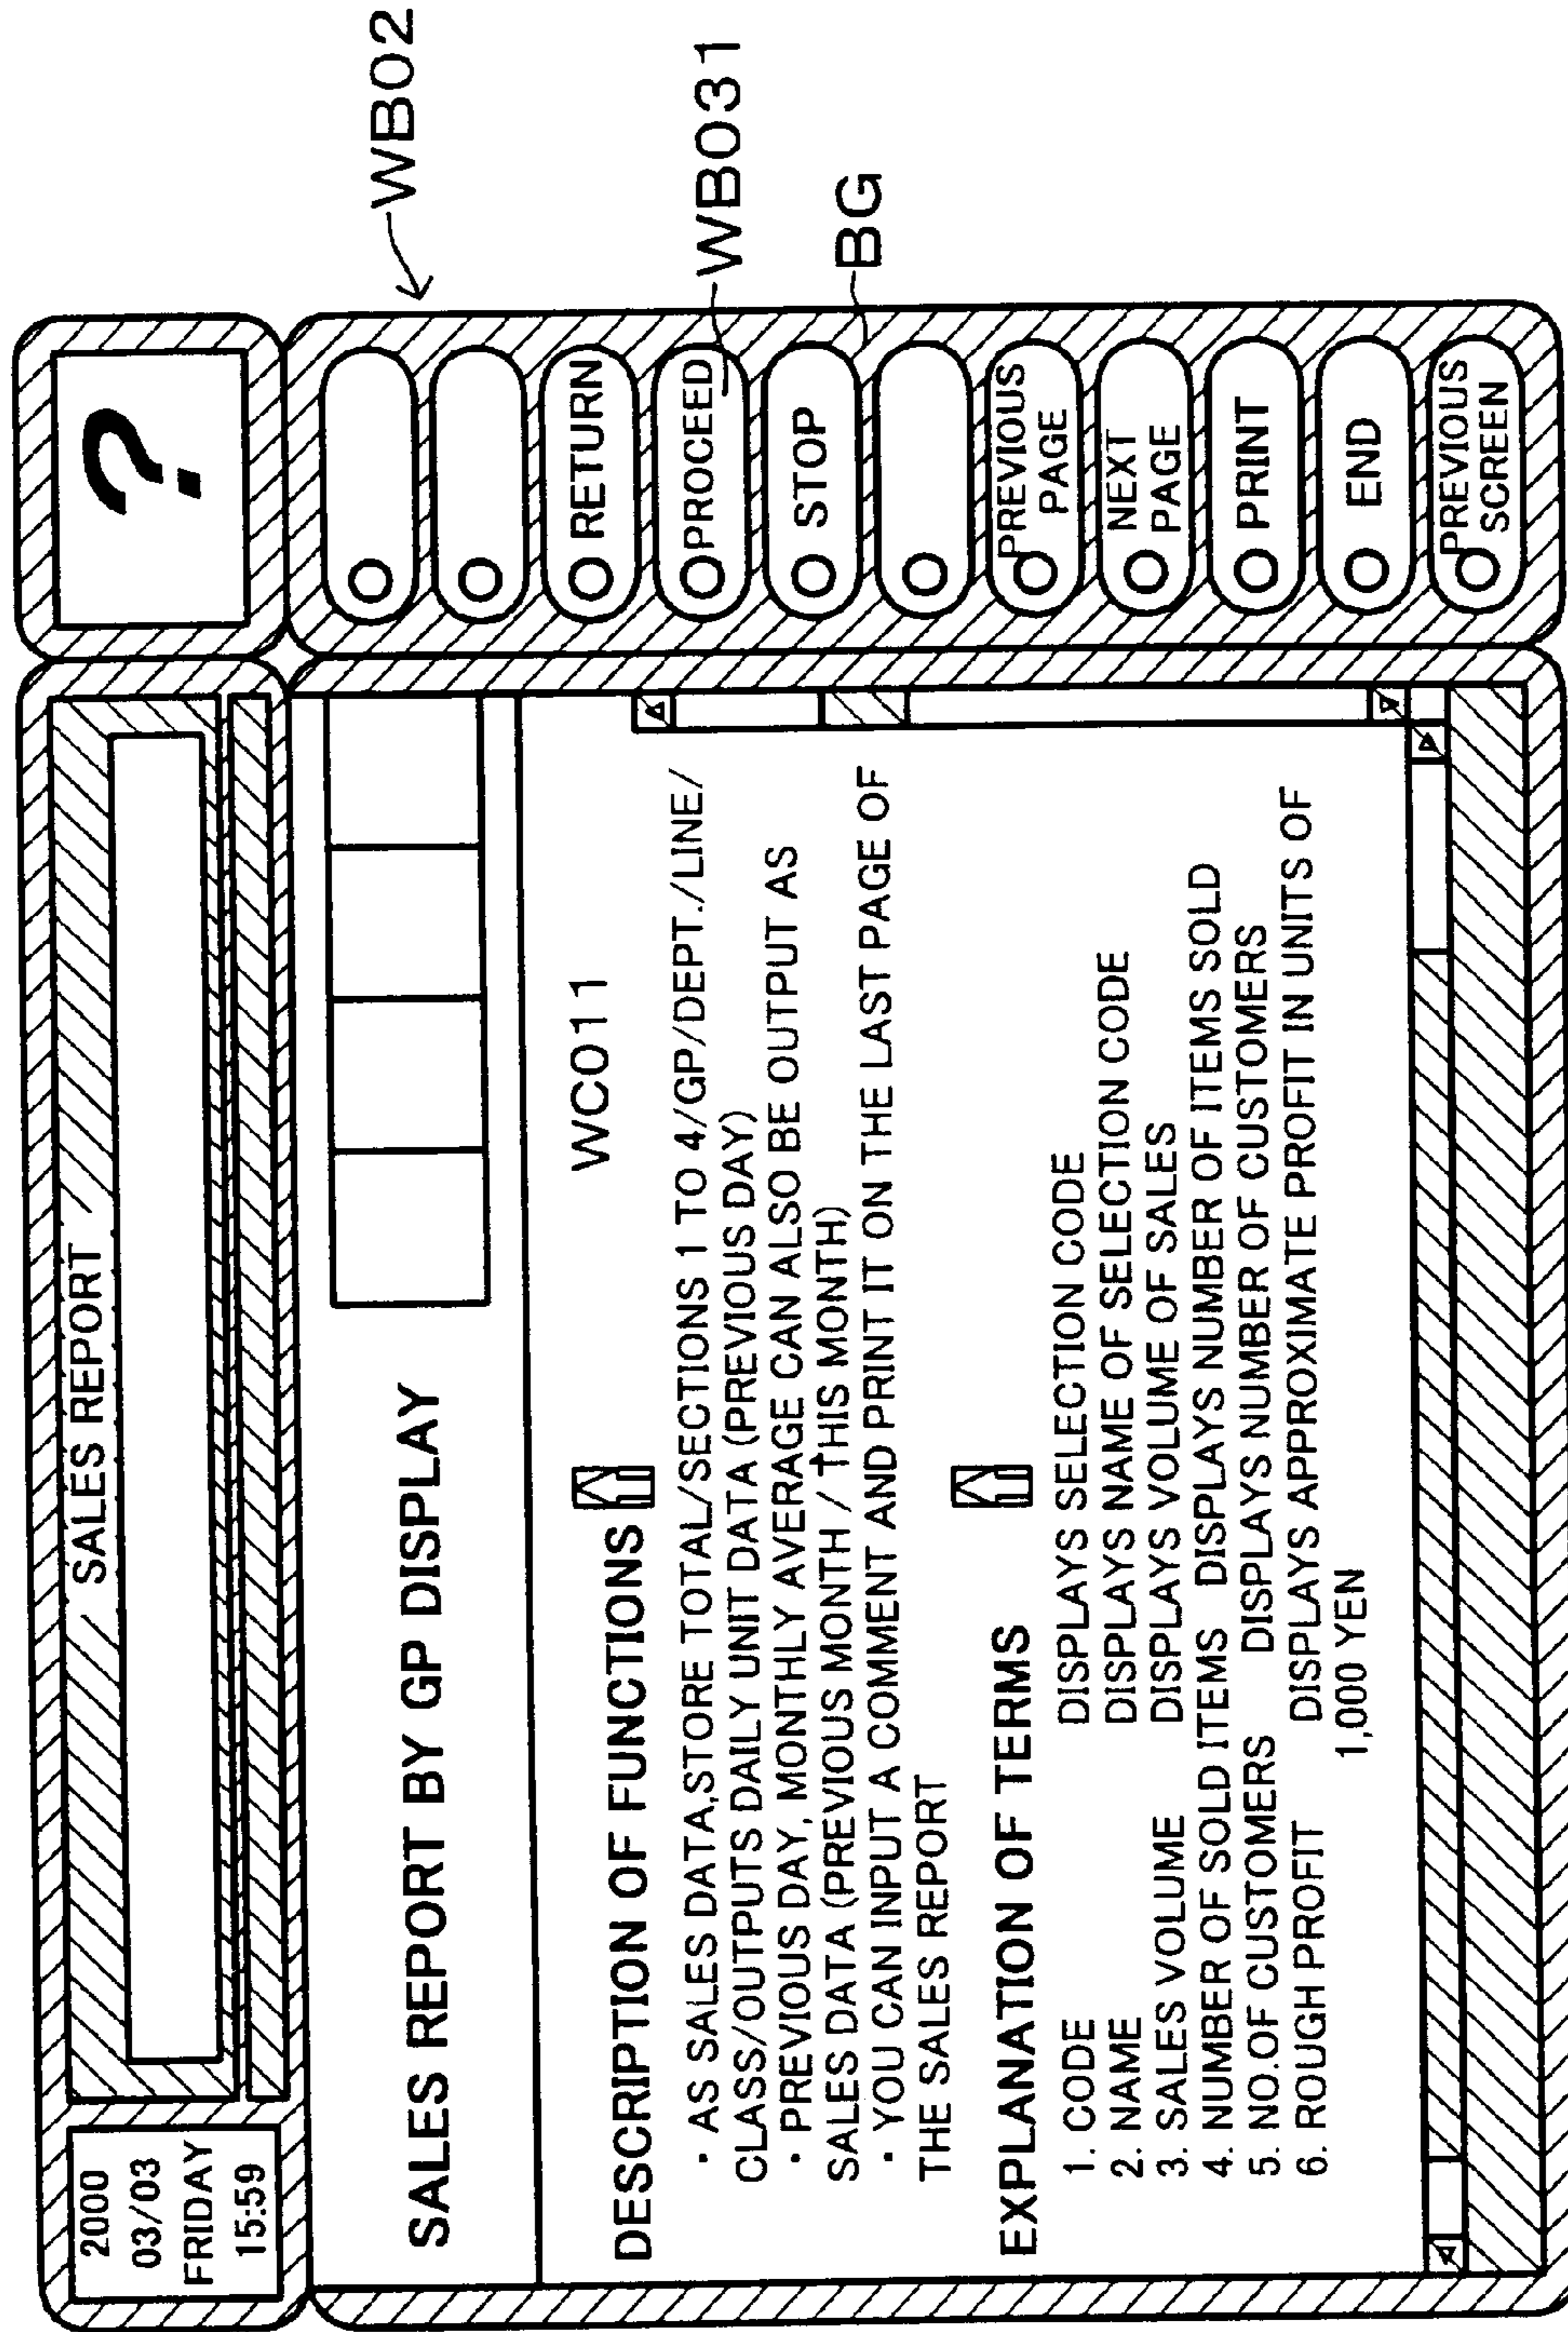 2000
03/03
FRIDAY
15:59
SALES REPORT
?
WB02
SALES REPORT BY GP DISPLAY
DESCRIPTION OF FUNCTIONS
WC011
· AS SALES DATA,STORE TOTAL/SECTIONS 1 TO 4/GP/DEPT./LINE/
CLASS/OUTPUTS DAILY UNIT DATA (PREVIOUS DAY)
· PREVIOUS DAY, MONTHLY AVERAGE CAN ALSO BE OUTPUT AS
SALES DATA (PREVIOUS MONTH / THIS MONTH)
· YOU CAN INPUT A COMMENT AND PRINT IT ON THE LAST PAGE OF
THE SALES REPORT
EXPLANATION OF TERMS
1. CODE DISPLAYS SELECTION CODE
2. NAME DISPLAYS NAME OF SELECTION CODE
3. SALES VOLUME DISPLAYS VOLUME OF SALES
4. NUMBER OF SOLD ITEMS DISPLAYS NUMBER OF ITEMS SOLD
5. NO.OF CUSTOMERS DISPLAYS NUMBER OF CUSTOMERS
6. ROUGH PROFIT DISPLAYS APPROXIMATE PROFIT IN UNITS OF
1,000 YEN
RETURN
PROCEED
WB031
STOP
BG
PREVIOUS
PAGE
NEXT
PAGE
PRINT
END
PREVIOUS
SCREEN